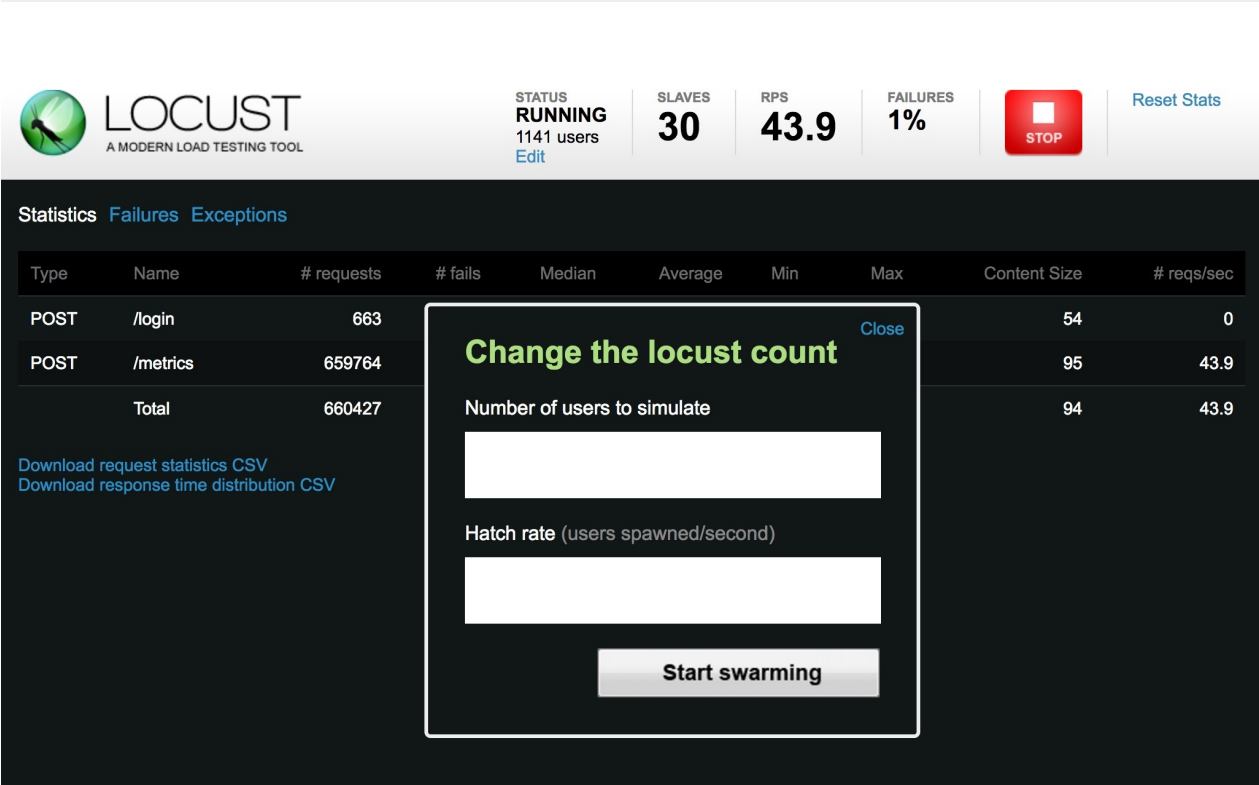 LOCUST
A MODERN LOAD TESTING TOOL
STATUS
RUNNING
1141 users
Edit
SLAVES
30
RPS
43.9
FAILURES
1%
STOP
Reset Stats
Statistics Failures Exceptions
Type Name # requests # fails Median Average Min Max Content Size # reqs/sec
POST /login 663 54 0
POST /metrics 659764 95 43.9
Total 660427 94 43.9
Download request statistics CSV
Download response time distribution CSV
Close
Change the locust count
Number of users to simulate
Hatch rate (users spawned/second)
Start swarming